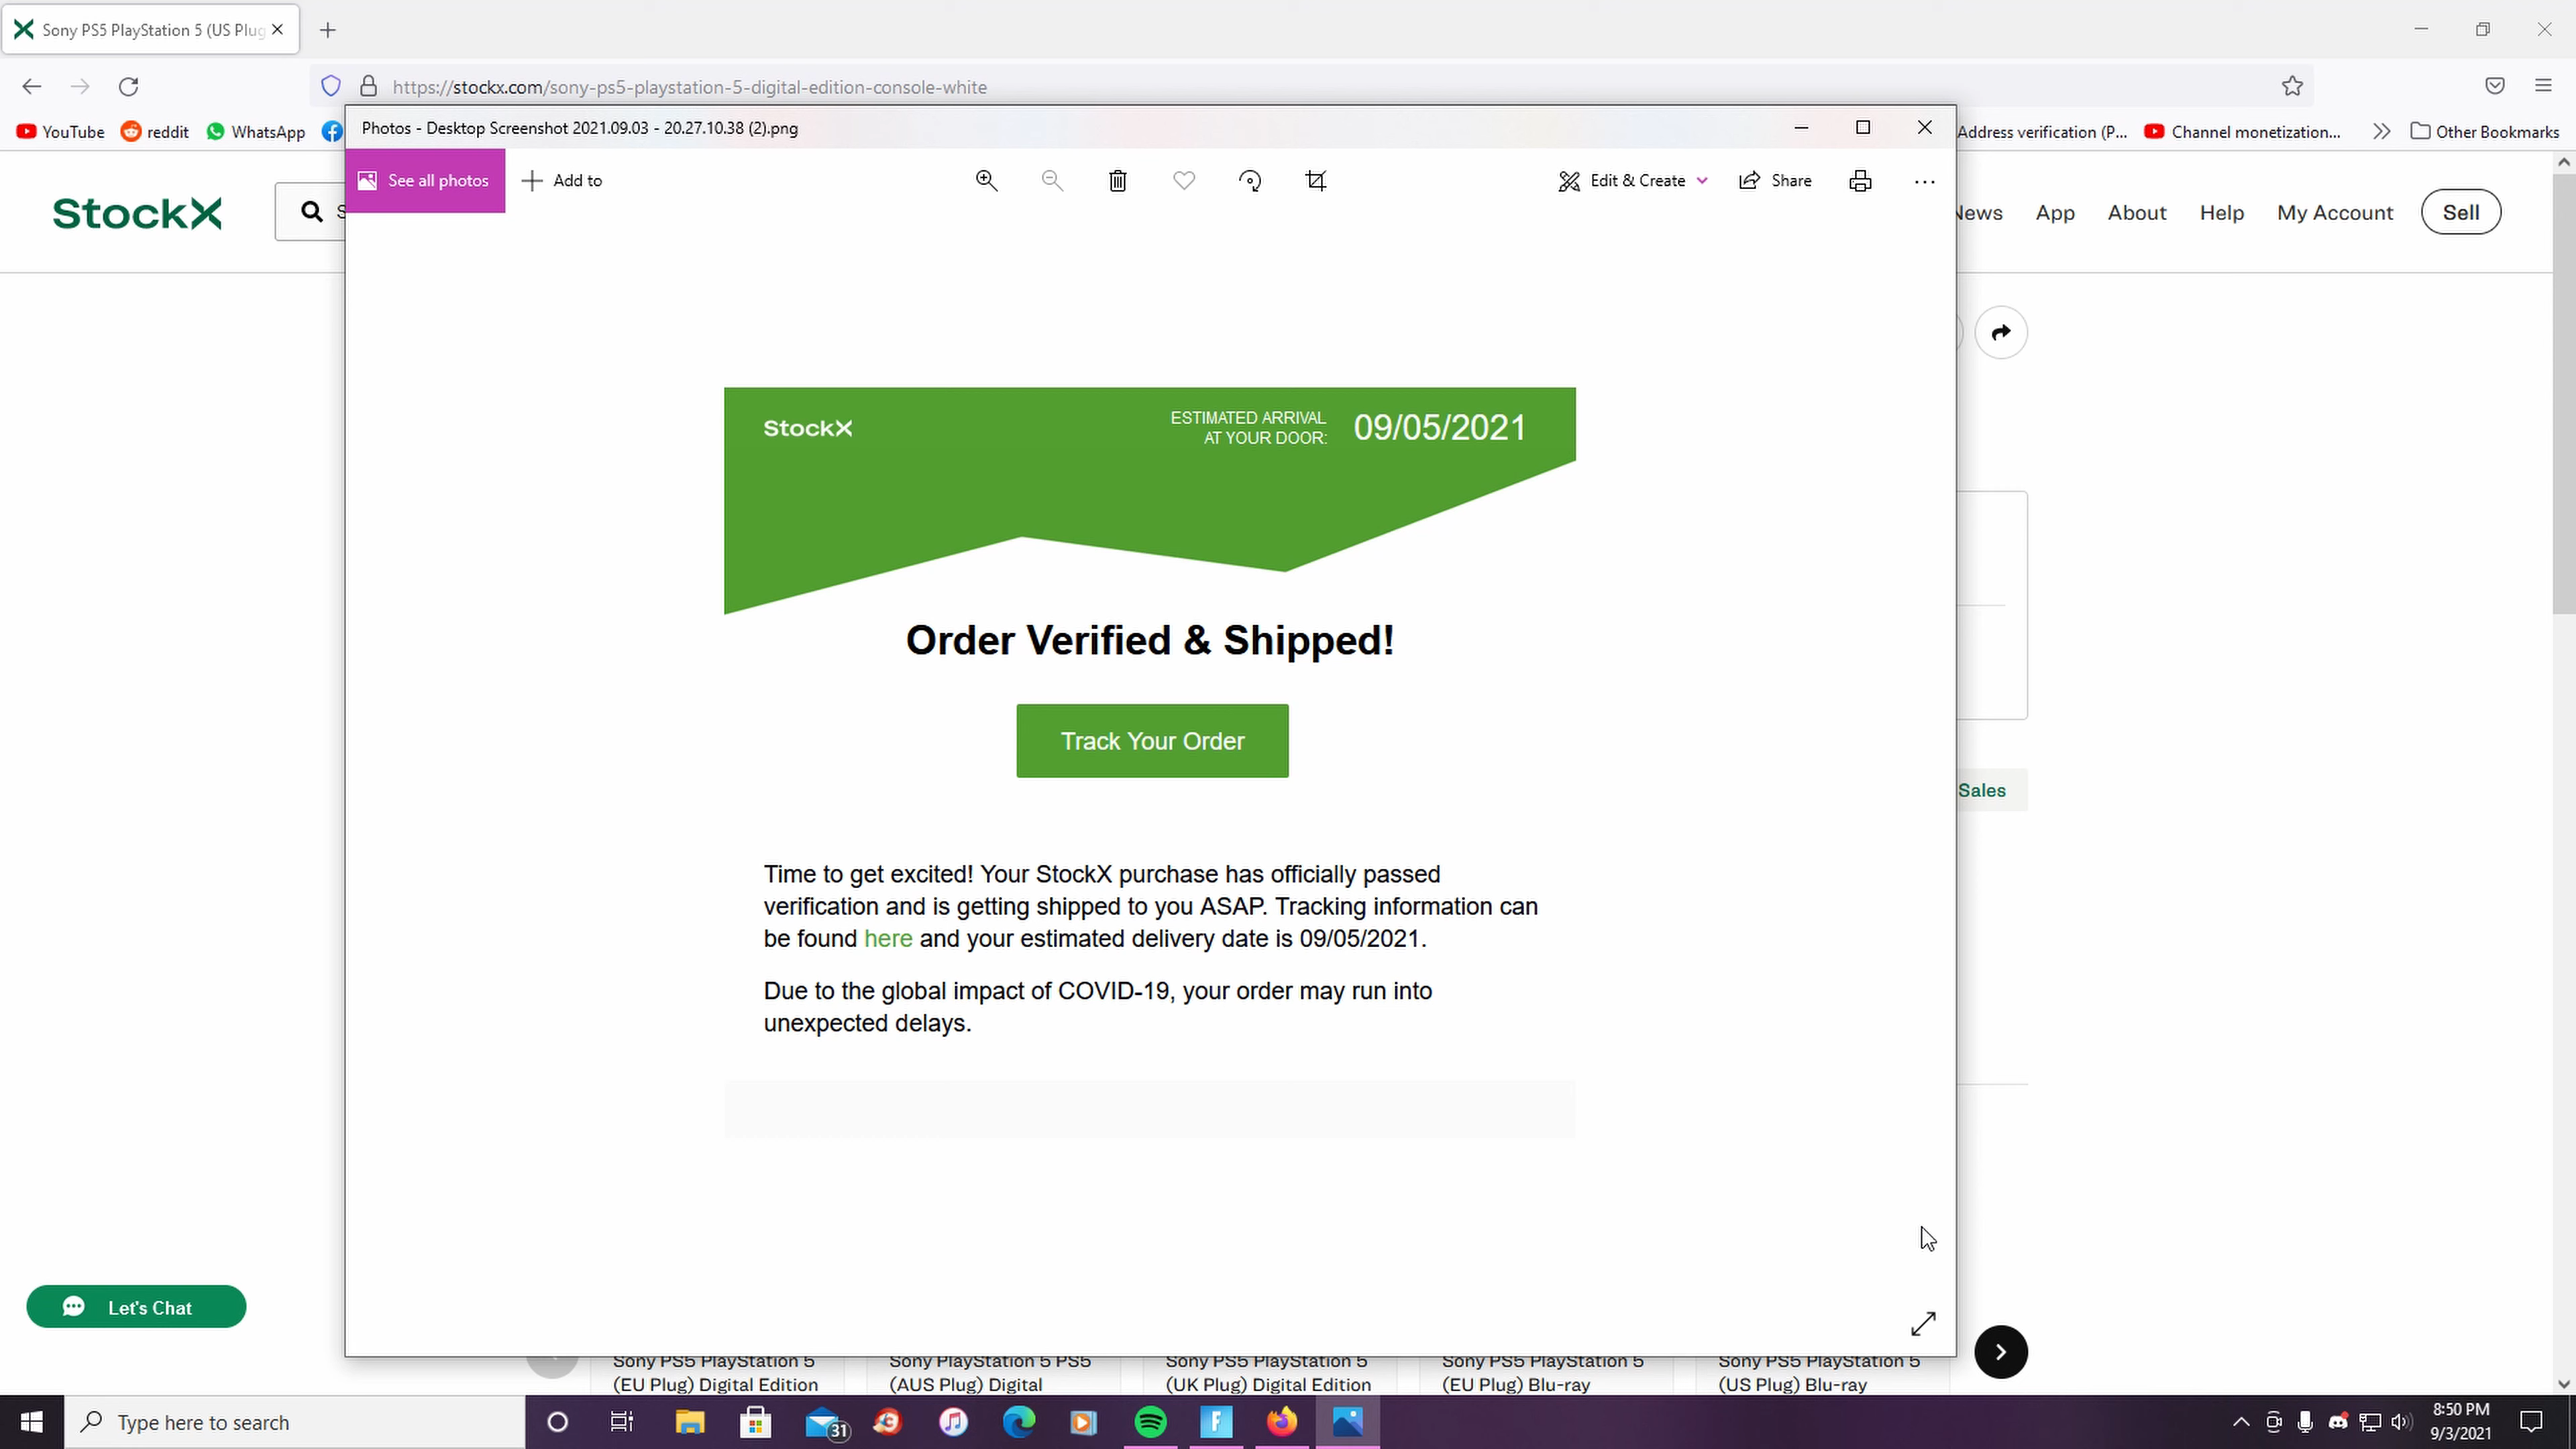 Sony PS5 PlayStation 5 (US Plug
https://stockx.com/sony-ps5-playstation-5-digital-edition-console-white
YouTube reddit WhatsApp Address verification (P... Channel monetization... Other Bookmarks
Photos - Desktop Screenshot 2021.09.03 - 20.27.10.38 (2).png
See all photos Add to Edit & Create Share
StockX App About Help My Account Sell
StockX ESTIMATED ARRIVAL
AT YOUR DOOR: 09/05/2021
Order Verified & Shipped!
Track Your Order
Sales
Time to get excited! Your StockX purchase has officially passed
verification and is getting shipped to you ASAP. Tracking information can
be found here and your estimated delivery date is 09/05/2021.
Due to the global impact of COVID-19, your order may run into
unexpected delays.
Let's Chat
Sony PS5 PlayStation 5 Sony PlayStation 5 PS5 Sony PS5 PlayStation 5 Sony PS5 PlayStation 5 Sony PS5 PlayStation 5
(EU Plug) Digital Edition (AUS Plug) Digital (UK Plug) Digital Edition (EU Plug) Blu-ray (US Plug) Blu-ray
Type here to search 31 8:50 PM
9/3/2021